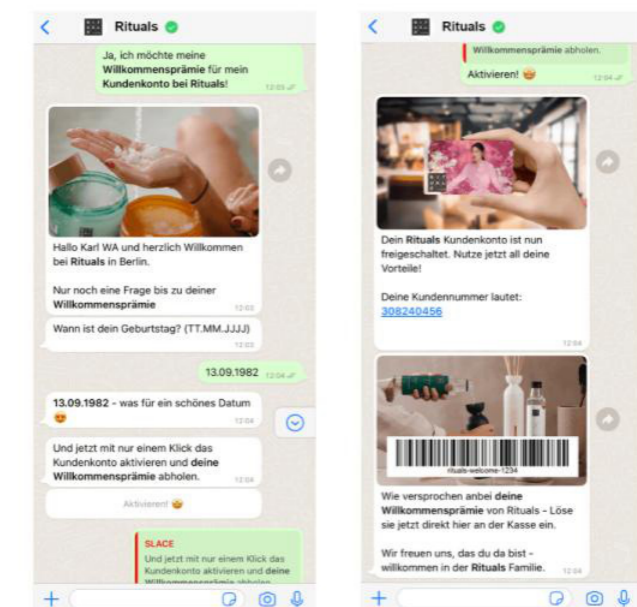 Rituals
Ja, ich möchte meine
Willkommensprämie für mein
Kundenkonto bei Rituals!
12:03
Hallo Karl WA und herzlich Willkommen
bei Rituals in Berlin.
Nur noch eine Frage bis zu deiner
Willkommensprämie
12:03
Wann ist dein Geburtstag? (TT.MM.JJJJ)
12:03
13.09.1982
12:04
13.09.1982 - was für ein schönes Datum
😍
12:04
Und jetzt mit nur einem Klick das
Kundenkonto aktivieren und deine
Willkommensprämie abholen.
12:04
Aktivieren! 🤩
SLACE
Und jetzt mit nur einem Klick das
Kundenkonto aktivieren und deine
Willkommensprämie abholen
Rituals
Willkommensprämie abholen.
Aktivieren! 🤩
12:04
Dein Rituals Kundenkonto ist nun
freigeschaltet. Nutze jetzt all deine
Vorteile!
Deine Kundennummer lautet:
308240456
12:04
rituals-welcome-1234
Wie versprochen anbei deine
Willkommensprämie von Rituals - Löse
sie jetzt direkt hier an der Kasse ein.
Wir freuen uns, das du da bist -
willkommen in der Rituals Familie.
12:04